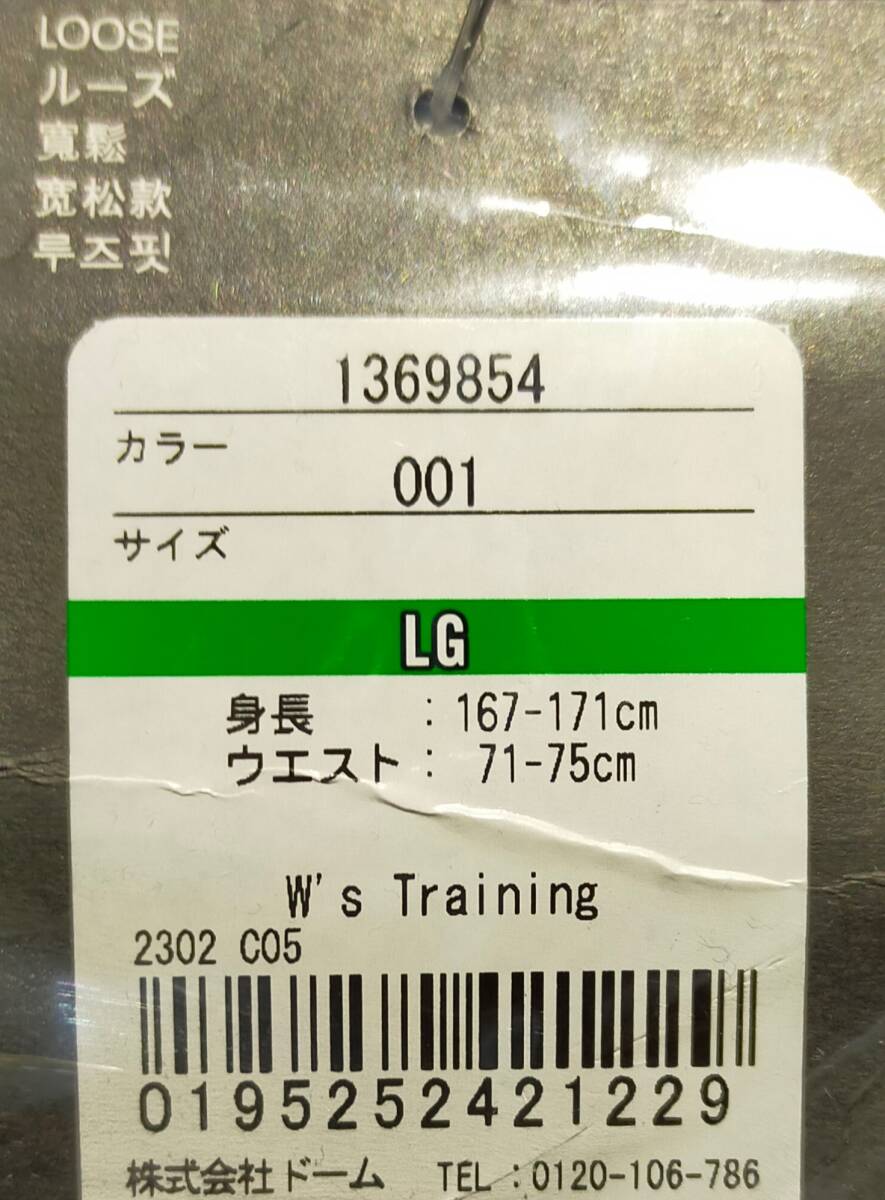 LOOSE
ルーズ
寬鬆
宽松款
루즈핏
1369854
カラー
001
サイズ
LG
身長 : 167-171cm
ウエスト : 71-75cm
W's Training
2302 C05
0195252421229
株式会社ドーム TEL:0120-106-786